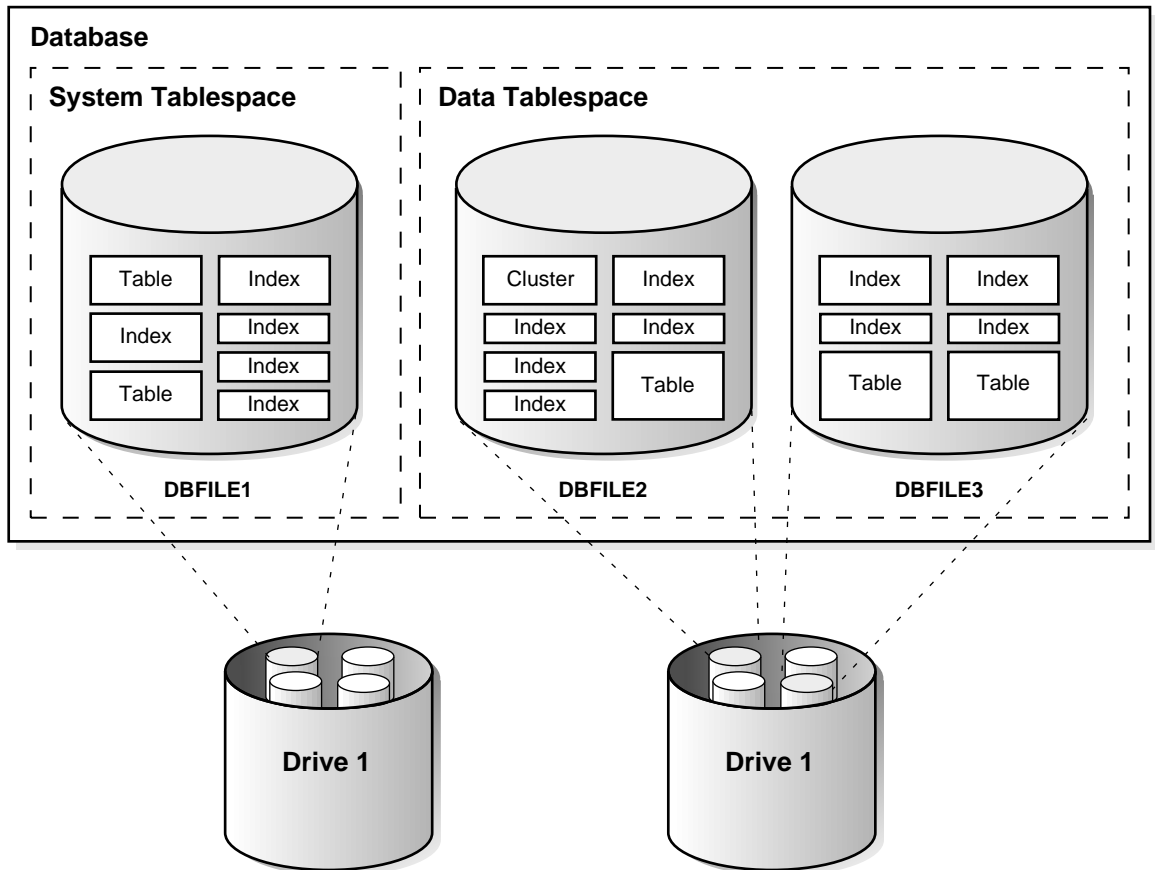 Database
System Tablespace
Data Tablespace
Table
Index
Index
Index
Index
Table
Index
DBFILE1
Cluster
Index
Index
Index
Index
Index
Index
Table
DBFILE2
Index
Index
Index
Index
Table
Table
DBFILE3
Drive 1
Drive 1